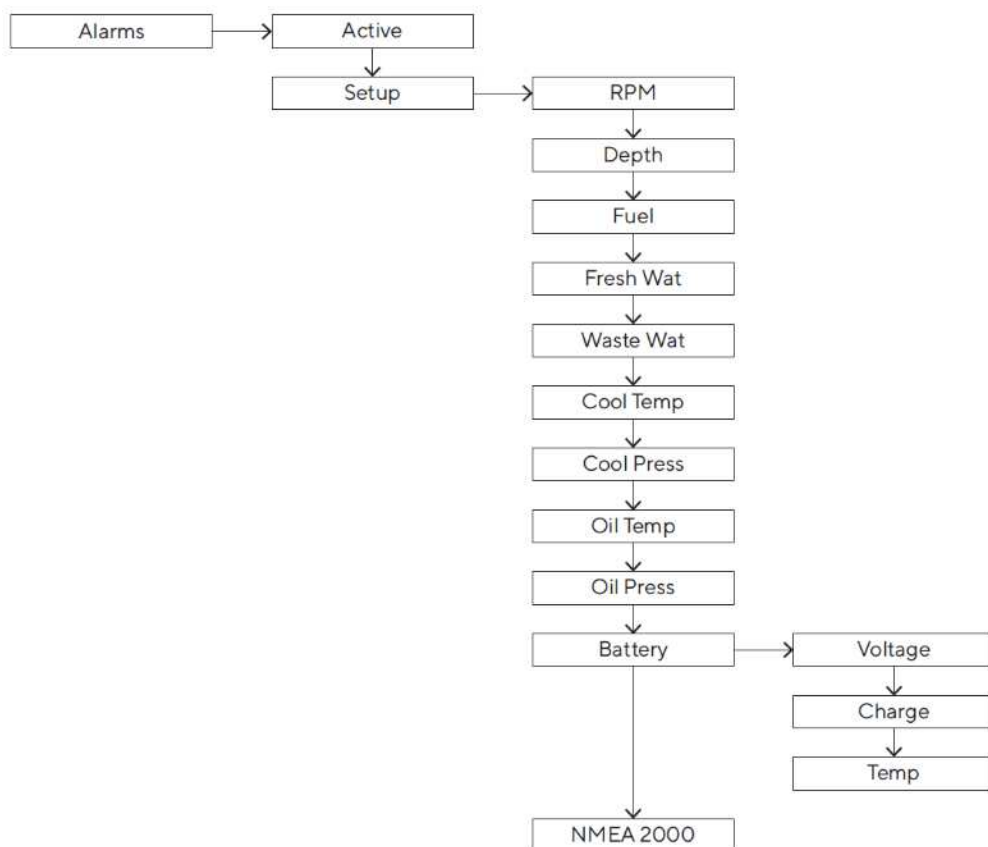 Alarms
Active
Setup
RPM
Depth
Fuel
Fresh Wat
Waste Wat
Cool Temp
Cool Press
Oil Temp
Oil Press
Battery
Voltage
Charge
Temp
NMEA 2000